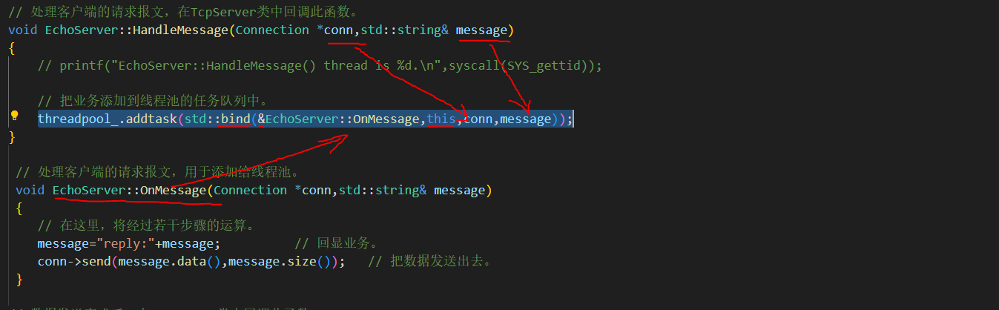 // 处理客户端的请求报文，在TcpServer类中回调此函数。
void EchoServer::HandleMessage(Connection *conn,std::string& message)
{
// printf("EchoServer::HandleMessage() thread is %d.\n",syscall(SYS_gettid));
// 把业务添加到线程池的任务队列中。
threadpool_.addtask(std::bind(&EchoServer::OnMessage,this,conn,message));
}
// 处理客户端的请求报文，用于添加给线程池。
void EchoServer::OnMessage(Connection *conn,std::string& message)
{
// 在这里，将经过若干步骤的运算。
message="reply:"+message; // 回显业务。
conn->send(message.data(),message.size()); // 把数据发送出去。
}